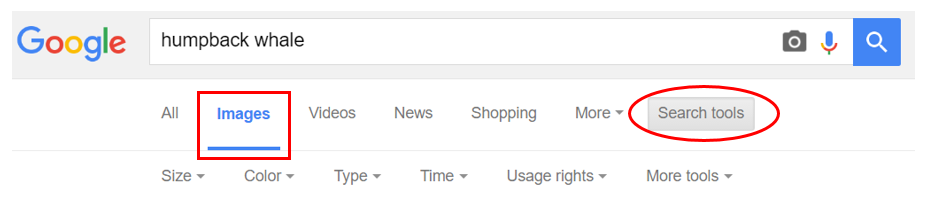 Google humpback whale
All Images Videos News Shopping More Search tools
Size Color Type Time Usage rights More tools